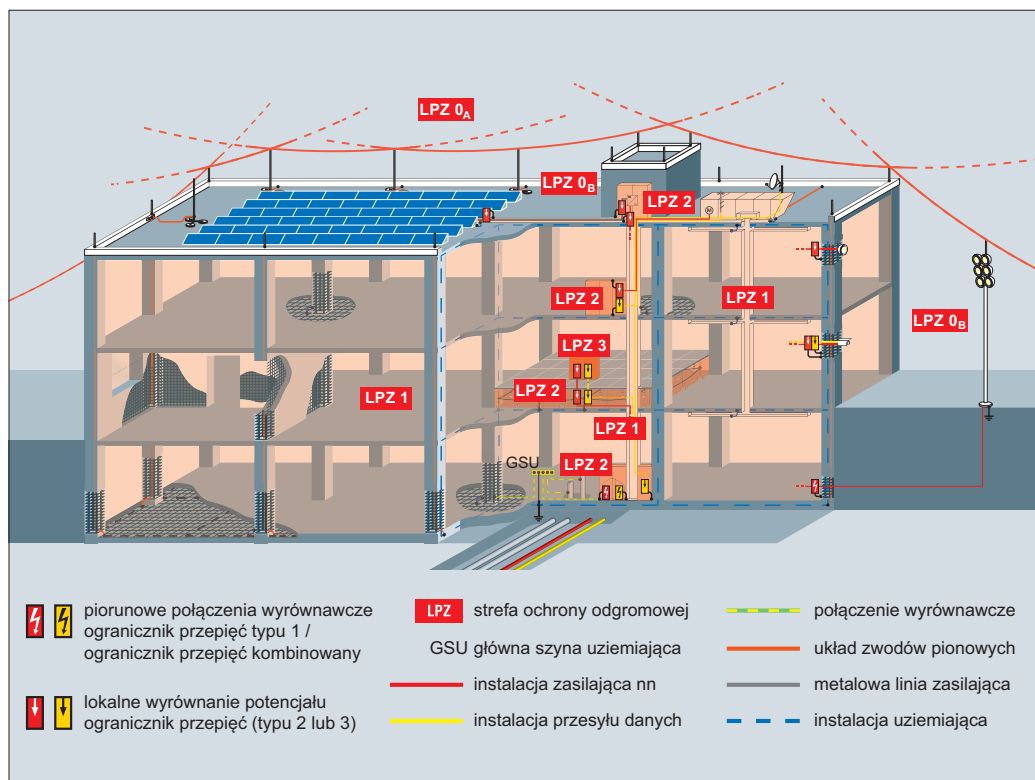 LPZ 0A
LPZ 0B
LPZ 2
M
LPZ 2
LPZ 1
LPZ 0B
LPZ 3
LPZ 1
LPZ 2
LPZ 1
GSU
LPZ 2
piorunowe połączenia wyrównawcze
ogranicznik przepięć typu 1 /
ogranicznik przepięć kombinowany
lokalne wyrównanie potencjału
ogranicznik przepięć (typu 2 lub 3)
LPZ strefa ochrony odgromowej
GSU główna szyna uziemiająca
instalacja zasilająca nn
instalacja przesyłu danych
połączenie wyrównawcze
układ zwodów pionowych
metalowa linia zasilająca
instalacja uziemiająca